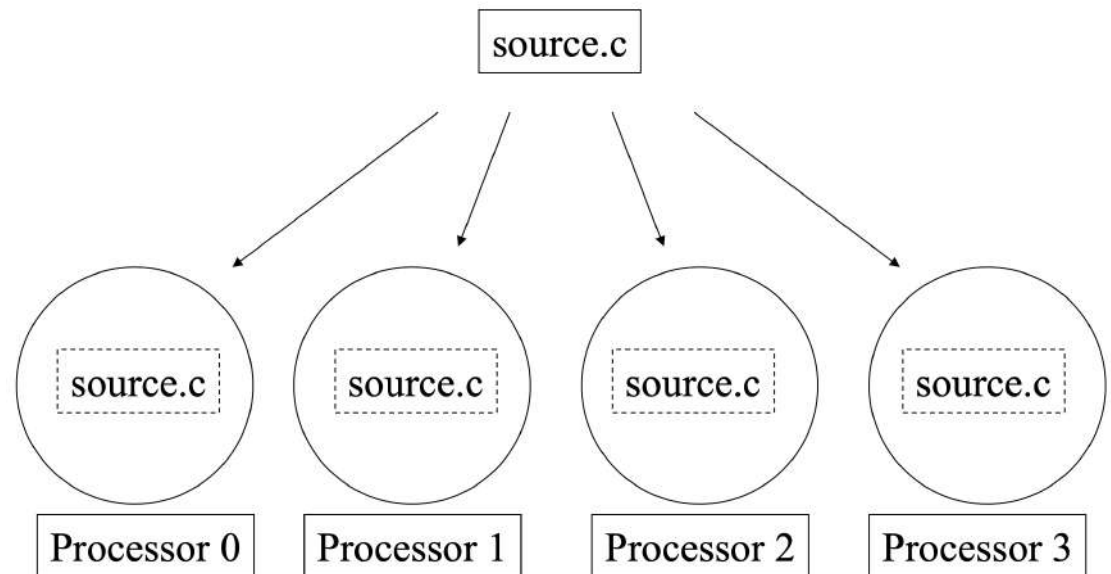 source.c
source.c
source.c
source.c
source.c
Processor 0
Processor 1
Processor 2
Processor 3